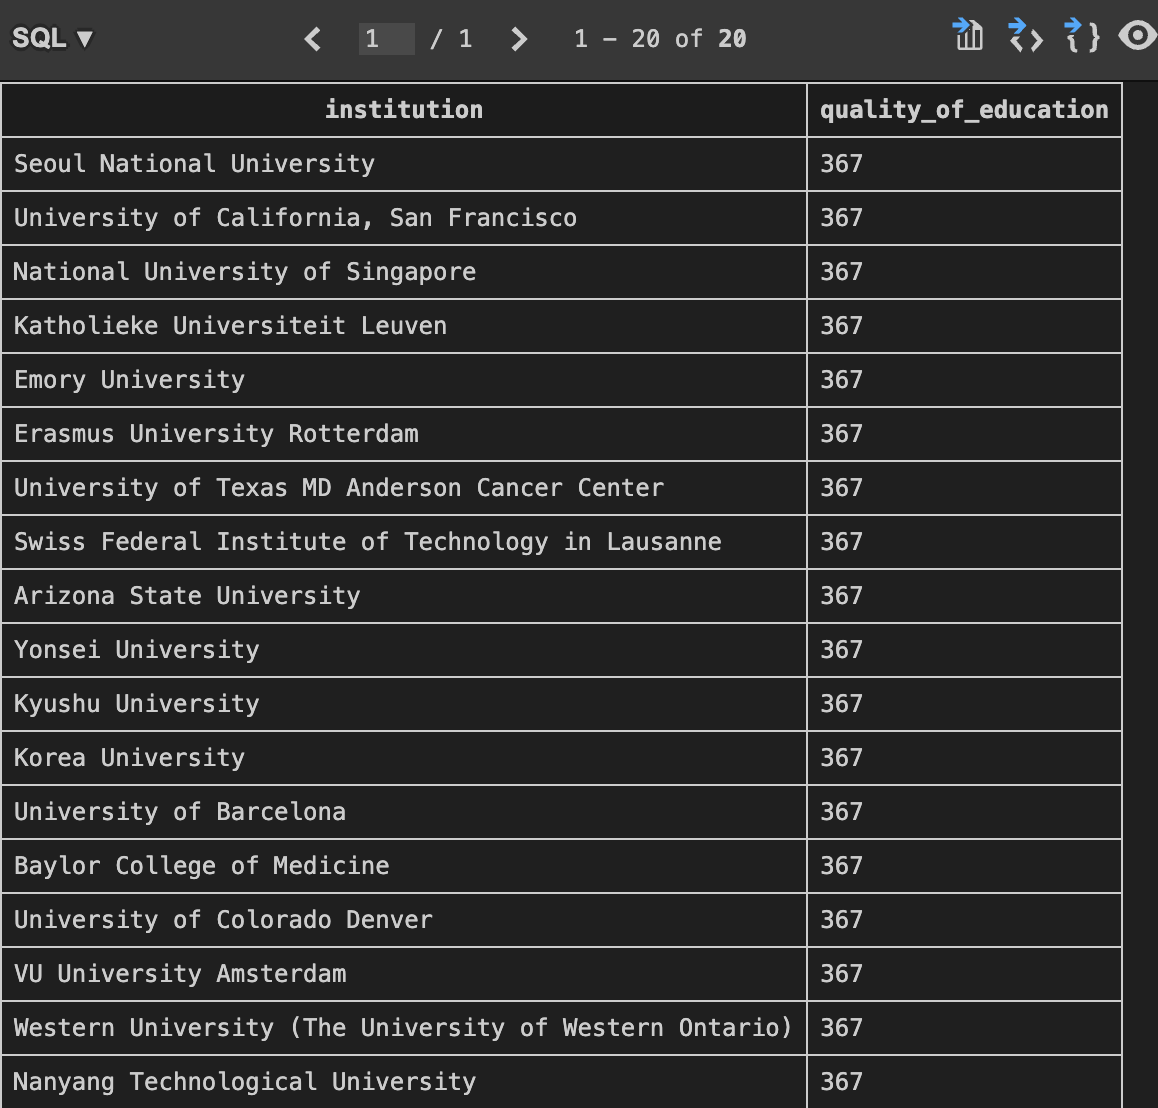 SQL ▼ 1 / 1 1 – 20 of 20
institution quality_of_education
Seoul National University 367
University of California, San Francisco 367
National University of Singapore 367
Katholieke Universiteit Leuven 367
Emory University 367
Erasmus University Rotterdam 367
University of Texas MD Anderson Cancer Center 367
Swiss Federal Institute of Technology in Lausanne 367
Arizona State University 367
Yonsei University 367
Kyushu University 367
Korea University 367
University of Barcelona 367
Baylor College of Medicine 367
University of Colorado Denver 367
VU University Amsterdam 367
Western University (The University of Western Ontario) 367
Nanyang Technological University 367